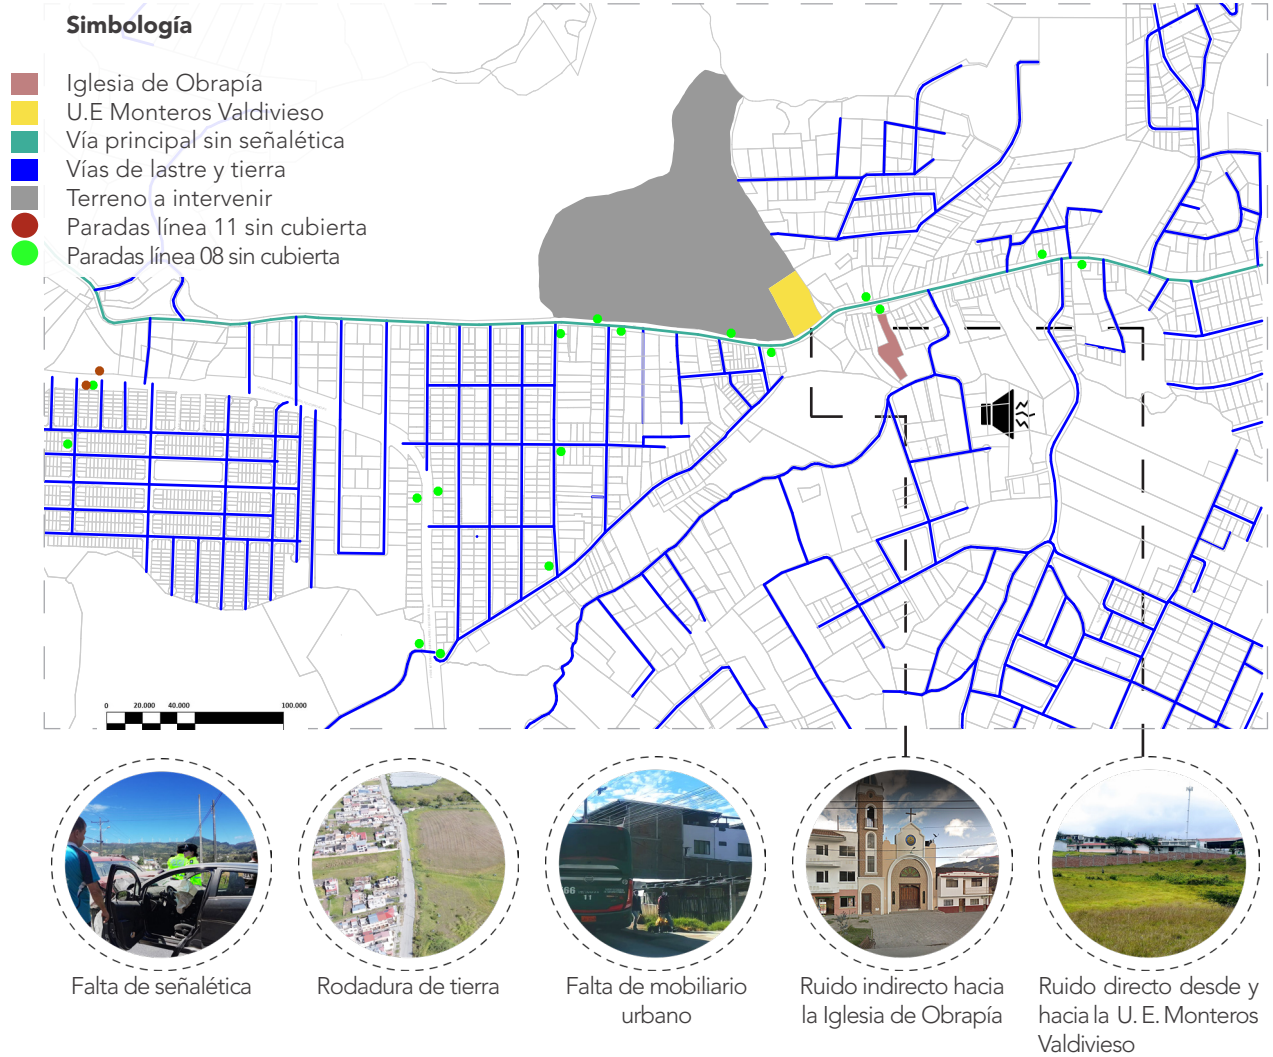 Simbología
Iglesia de Obrapía
U.E Monteros Valdivieso
Vía principal sin señalética
Vías de lastre y tierra
Terreno a intervenir
Paradas línea 11 sin cubierta
Paradas línea 08 sin cubierta
0 20.000 40.000 100.000
66
11
Falta de señalética
Rodadura de tierra
Falta de mobiliario
urbano
Ruido indirecto hacia
la Iglesia de Obrapía
Ruido directo desde y
hacia la U. E. Monteros
Valdivieso